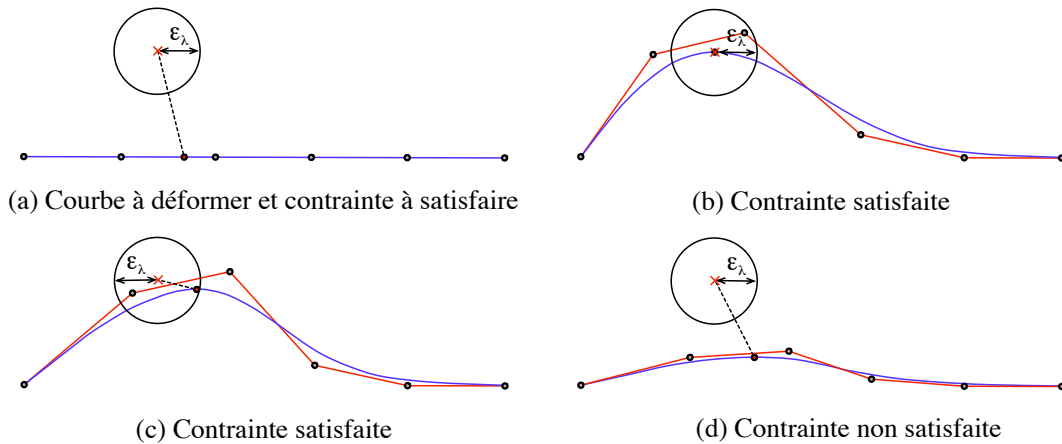 ε_λ
ε_λ
(a) Courbe à déformer et contrainte à satisfaire
(b) Contrainte satisfaite
ε_λ
ε_λ
(c) Contrainte satisfaite
(d) Contrainte non satisfaite